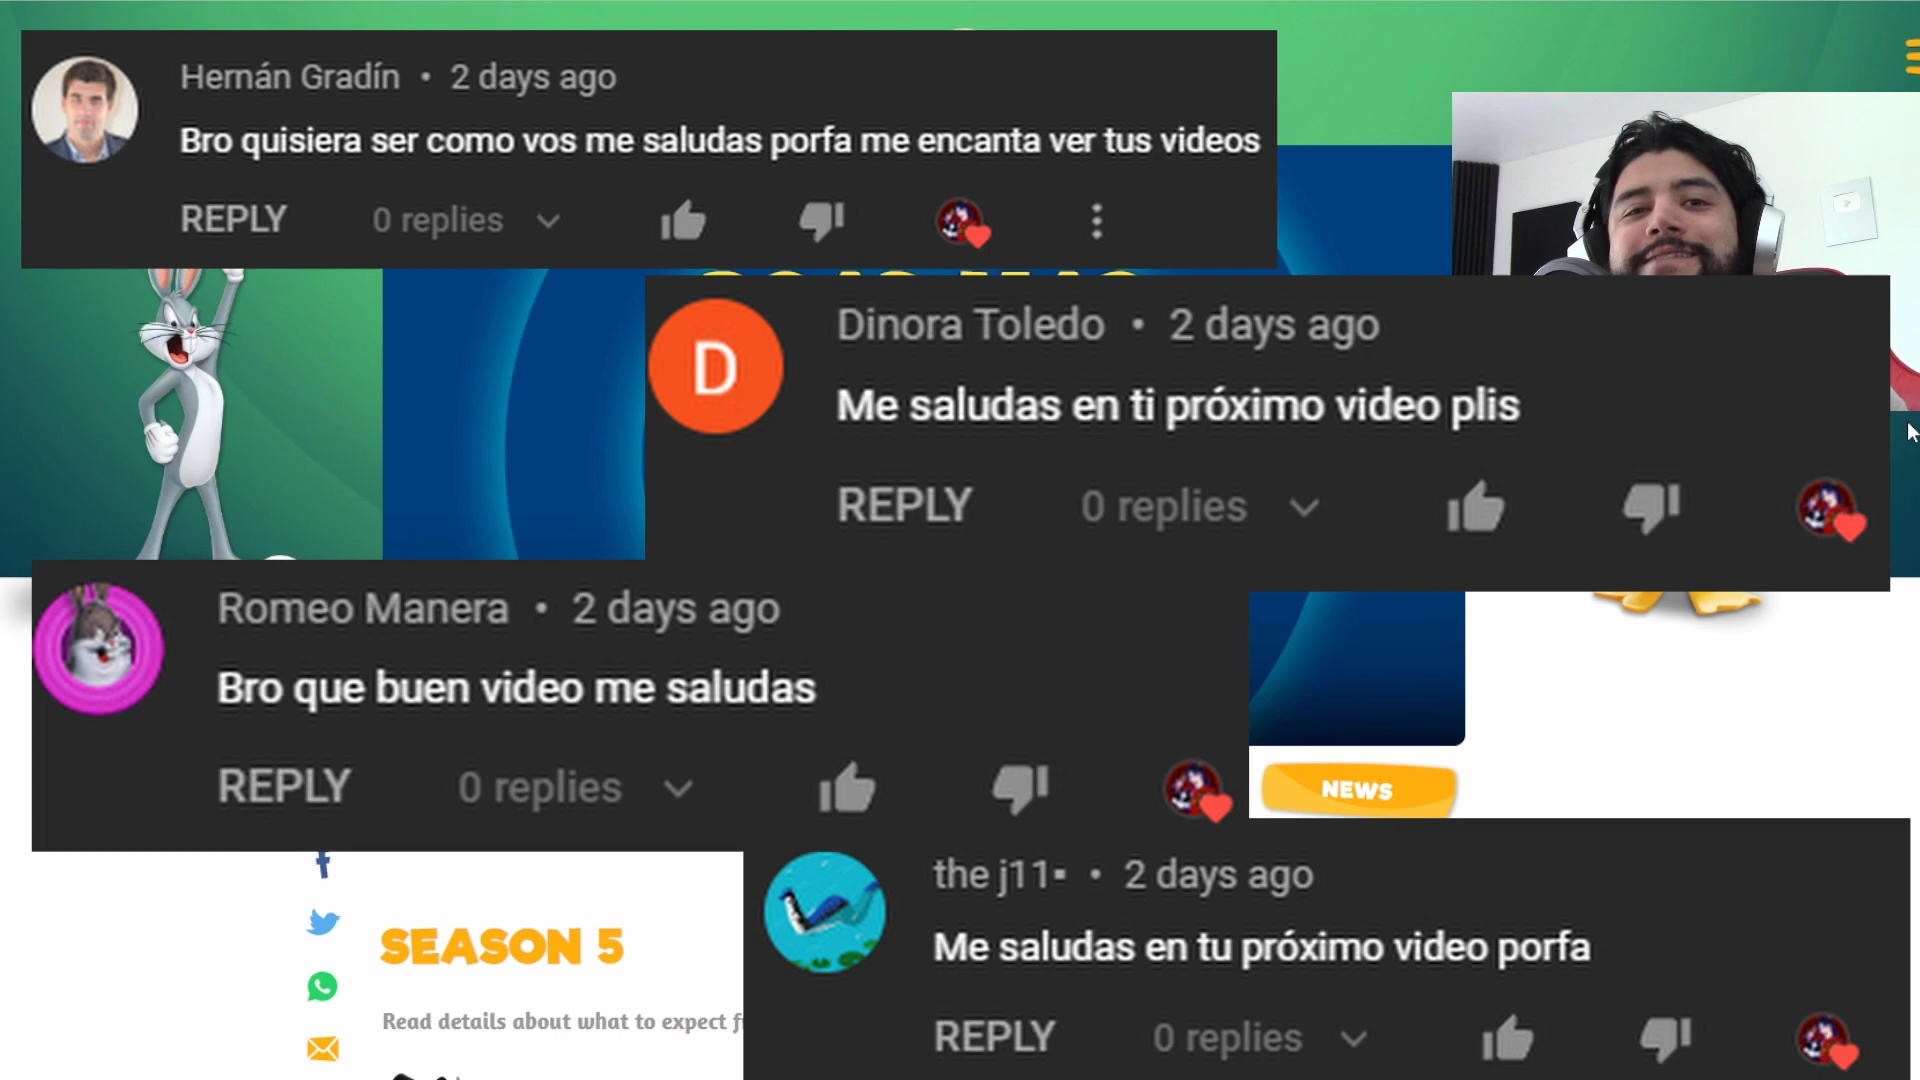 Hernán Gradín • 2 days ago
Bro quisiera ser como vos me saludas porfa me encanta ver tus videos
REPLY 0 replies
Dinora Toledo • 2 days ago
D
Me saludas en ti próximo video plis
REPLY 0 replies
Romeo Manera • 2 days ago
Bro que buen video me saludas
REPLY 0 replies
NEWS
the j11▪ • 2 days ago
Me saludas en tu próximo video porfa
REPLY 0 replies
SEASON 5
Read details about what to expect